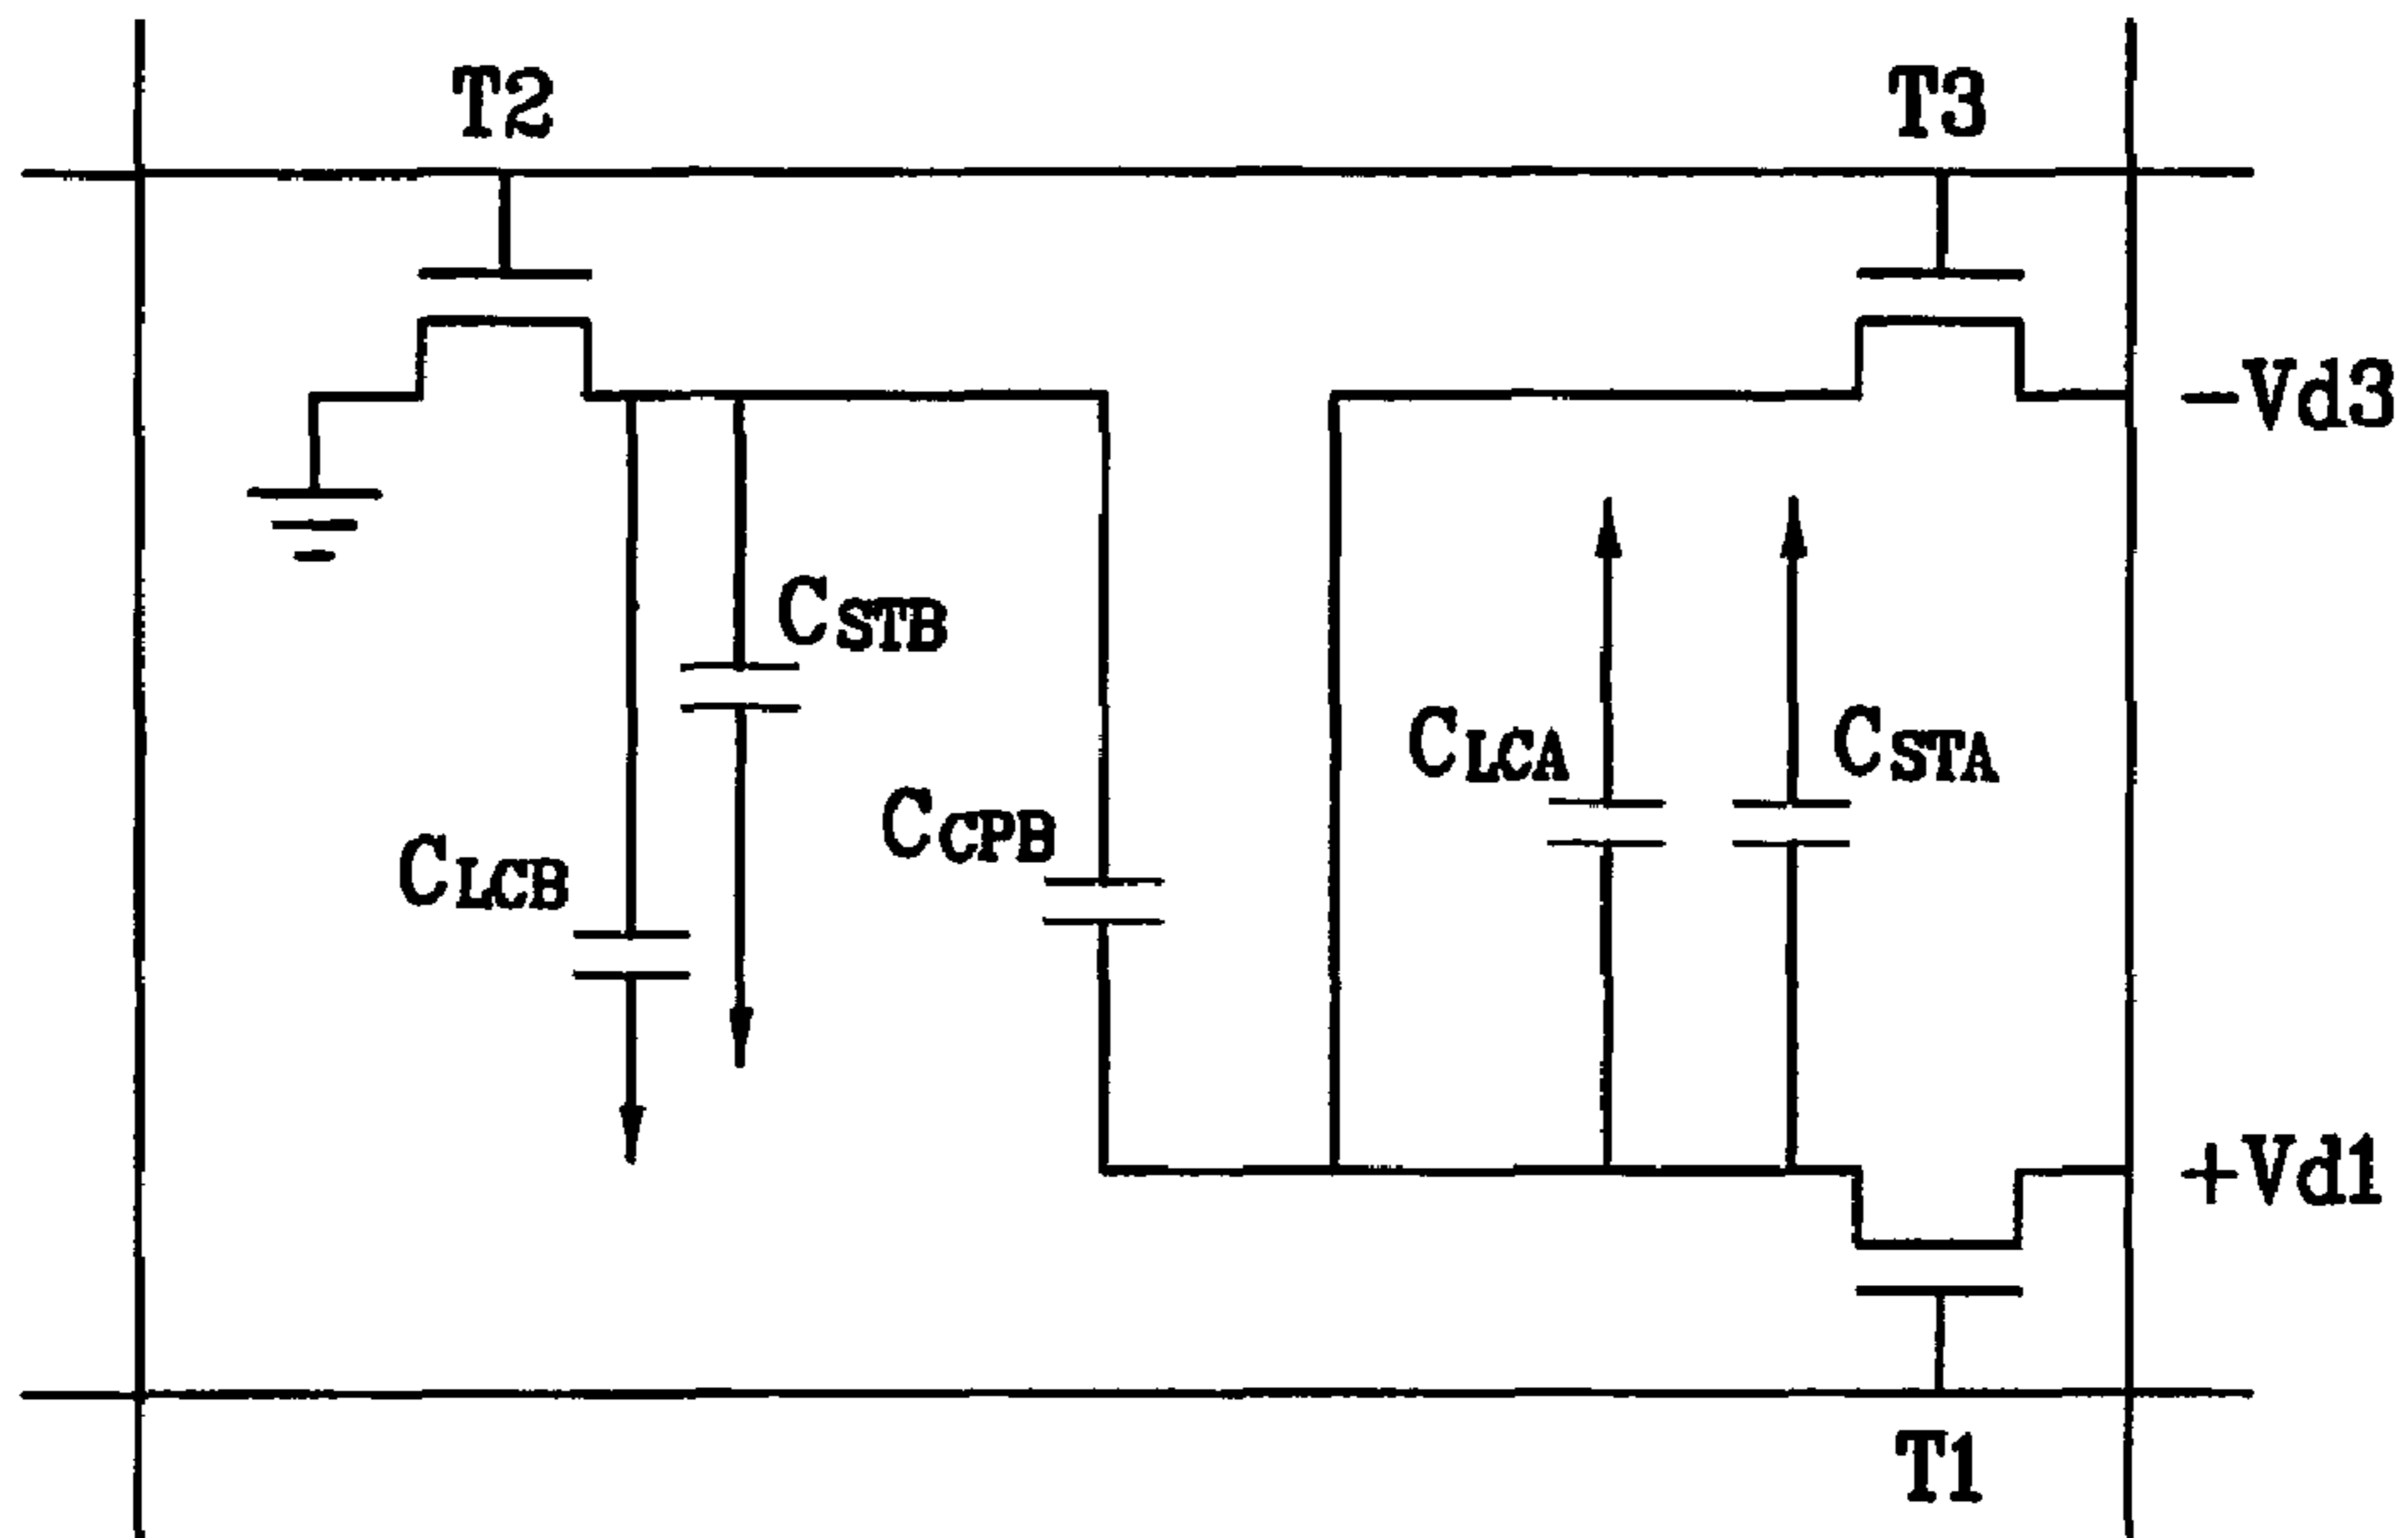 T2
T3
−Vd3
CSTB
CLCA
CSTA
CCPB
CLCB
+Vd1
T1